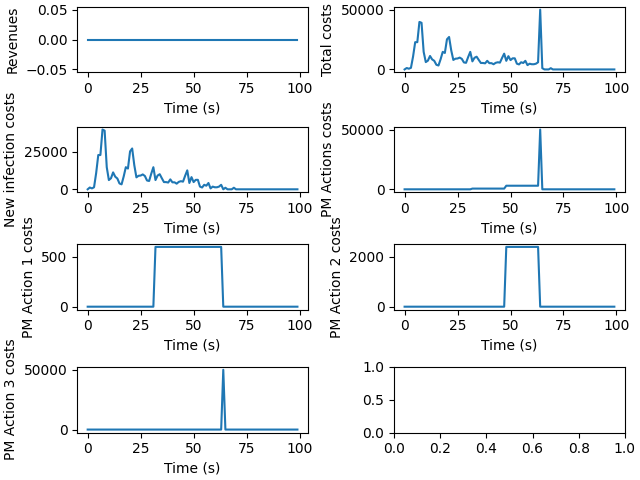 Revenues
0.05
0.00
−0.05
0 25 50 75 100
Time (s)
Total costs
50000
0
0 25 50 75 100
Time (s)
New infection costs
25000
0
0 25 50 75 100
Time (s)
PM Actions costs
50000
0
0 25 50 75 100
Time (s)
PM Action 1 costs
500
0
0 25 50 75 100
Time (s)
PM Action 2 costs
2000
0
0 25 50 75 100
Time (s)
PM Action 3 costs
50000
0
0 25 50 75 100
Time (s)
1.0
0.5
0.0
0.0 0.2 0.4 0.6 0.8 1.0